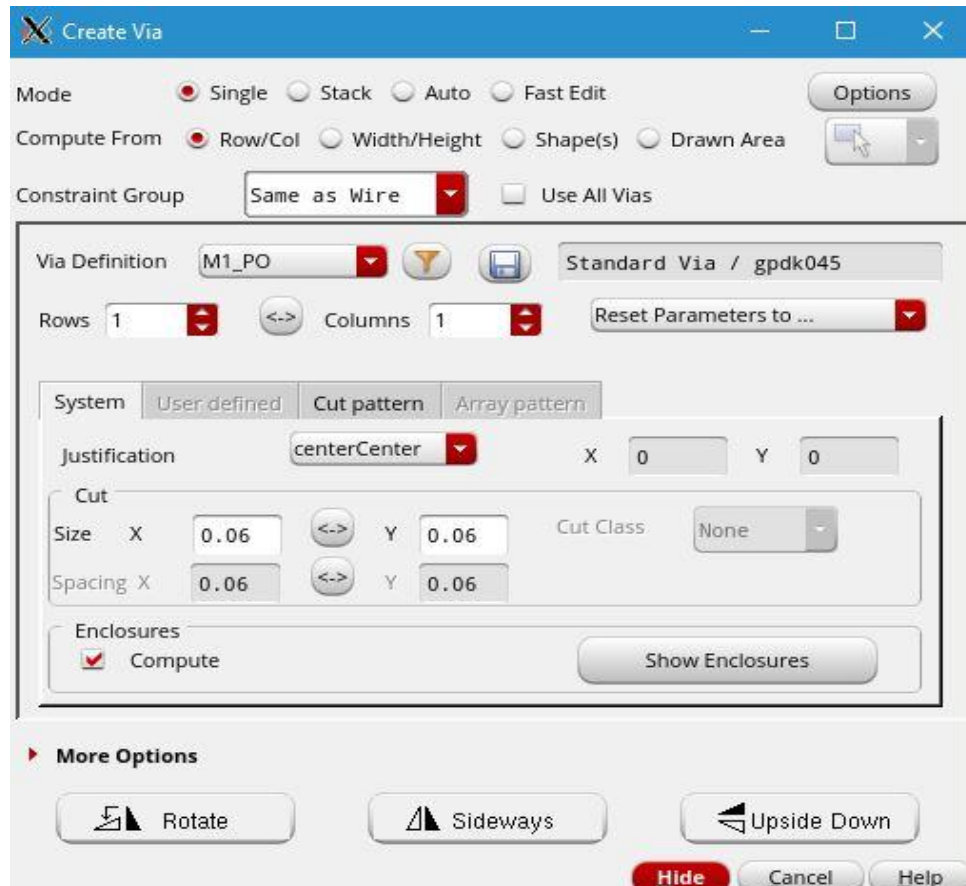 Create Via
Mode Single Stack Auto Fast Edit Options
Compute From Row/Col Width/Height Shape(s) Drawn Area
Constraint Group Same as Wire Use All Vias
Via Definition M1_PO Standard Via / gpdk045
Rows 1 <-> Columns 1 Reset Parameters to ...
System User defined Cut pattern Array pattern
Justification centerCenter X 0 Y 0
Cut
Size X 0.06 <-> Y 0.06 Cut Class None
Spacing X 0.06 <-> Y 0.06
Enclosures
Compute Show Enclosures
More Options
Rotate Sideways Upside Down
Hide Cancel Help